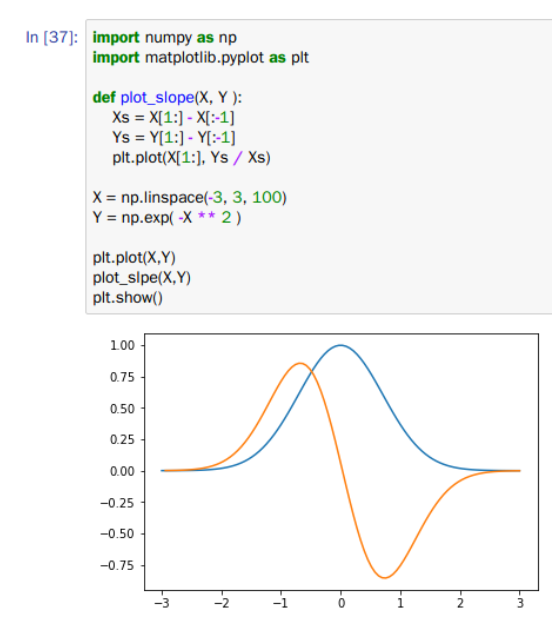 In [37]: import numpy as np
import matplotlib.pyplot as plt
def plot_slope(X, Y ):
Xs = X[1:] - X[:-1]
Ys = Y[1:] - Y[:-1]
plt.plot(X[1:], Ys / Xs)
X = np.linspace(-3, 3, 100)
Y = np.exp( -X ** 2 )
plt.plot(X,Y)
plot_slpe(X,Y)
plt.show()
1.00
0.75
0.50
0.25
0.00
−0.25
−0.50
−0.75
−3 −2 −1 0 1 2 3